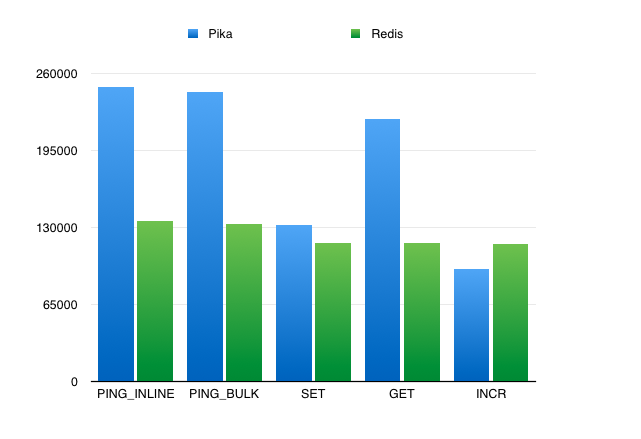 Pika Redis
260000
195000
130000
65000
0
PING_INLINE PING_BULK SET GET INCR